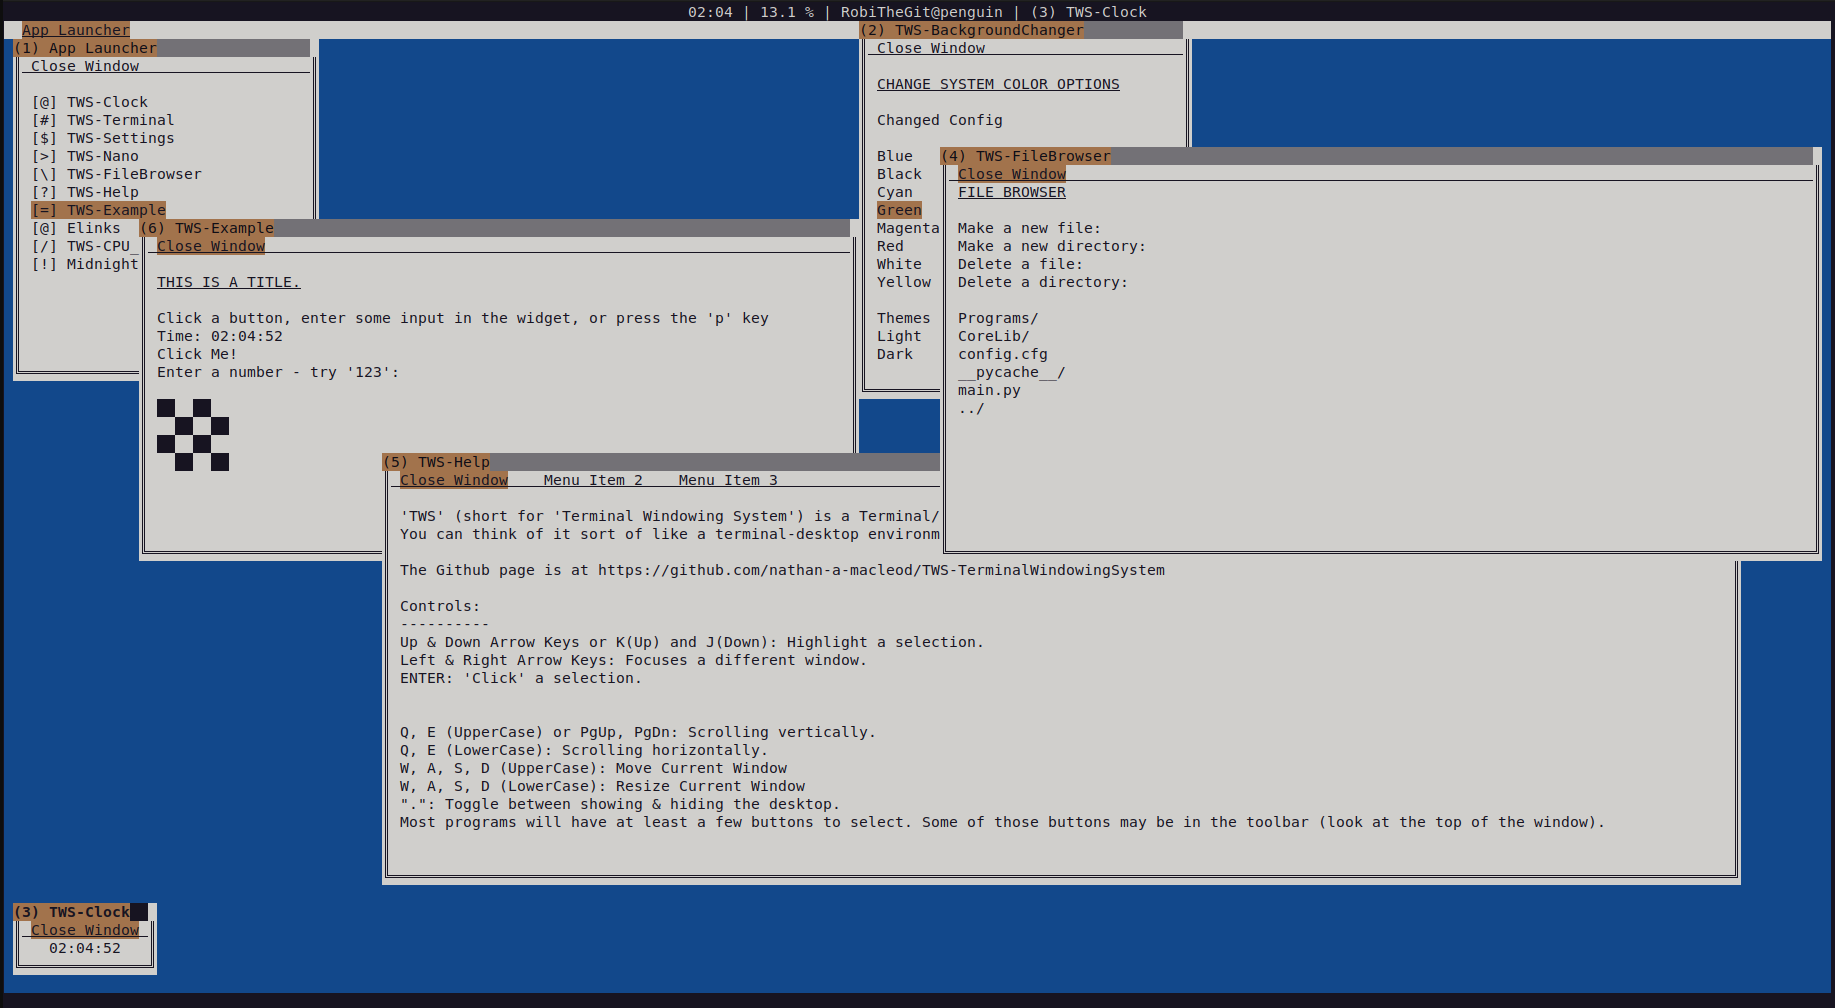 02:04 | 13.1 % | RobiTheGit@penguin | (3) TWS-Clock
App Launcher
(1) App Launcher
Close Window
[@] TWS-Clock
[#] TWS-Terminal
[$] TWS-Settings
[>] TWS-Nano
[\] TWS-FileBrowser
[?] TWS-Help
[=] TWS-Example
[@] Elinks
[/] TWS-CPU_
[!] Midnight
(2) TWS-BackgroundChanger
Close Window
CHANGE SYSTEM COLOR OPTIONS
Changed Config
Blue
Black
Cyan
Green
Magenta
Red
White
Yellow
Themes
Light
Dark
(4) TWS-FileBrowser
Close Window
FILE BROWSER
Make a new file:
Make a new directory:
Delete a file:
Delete a directory:
Programs/
CoreLib/
config.cfg
__pycache__/
main.py
../
(6) TWS-Example
Close Window
THIS IS A TITLE.
Click a button, enter some input in the widget, or press the 'p' key
Time: 02:04:52
Click Me!
Enter a number - try '123':
(5) TWS-Help
Close Window Menu Item 2 Menu Item 3
'TWS' (short for 'Terminal Windowing System') is a Terminal/
You can think of it sort of like a terminal-desktop environm
The Github page is at https://github.com/nathan-a-macleod/TWS-TerminalWindowingSystem
Controls:
----------
Up & Down Arrow Keys or K(Up) and J(Down): Highlight a selection.
Left & Right Arrow Keys: Focuses a different window.
ENTER: 'Click' a selection.
Q, E (UpperCase) or PgUp, PgDn: Scrolling vertically.
Q, E (LowerCase): Scrolling horizontally.
W, A, S, D (UpperCase): Move Current Window
W, A, S, D (LowerCase): Resize Current Window
".": Toggle between showing & hiding the desktop.
Most programs will have at least a few buttons to select. Some of those buttons may be in the toolbar (look at the top of the window).
(3) TWS-Clock
Close Window
02:04:52